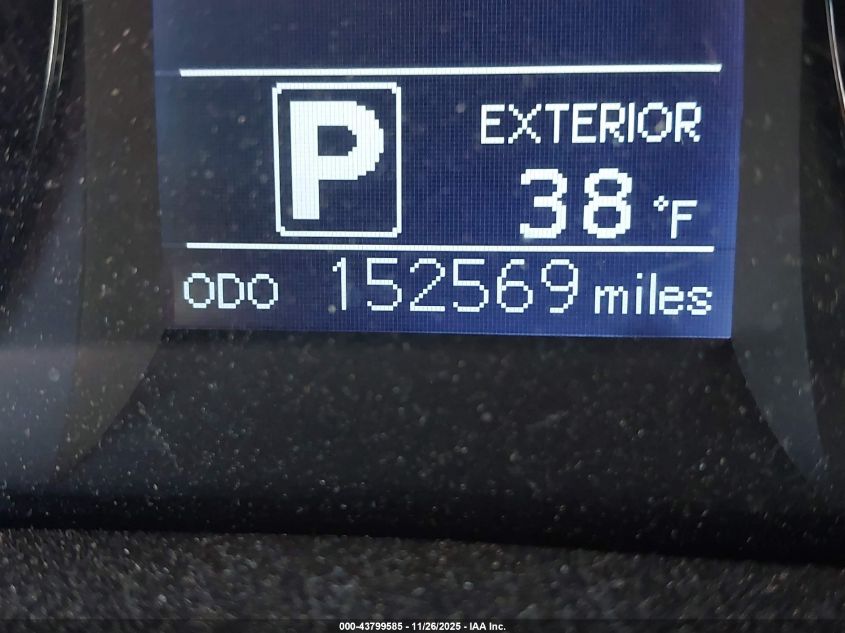 P
EXTERIOR
38 °F
ODO 152569 miles
000-43799585 - 11/26/2025 - IAA Inc.